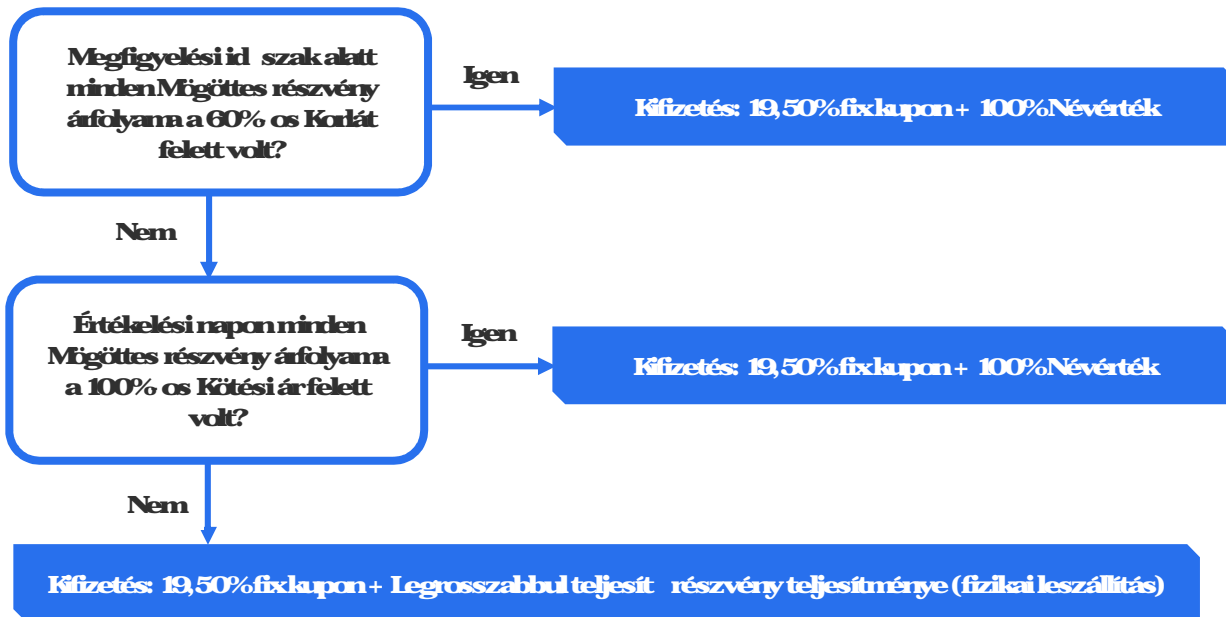 Megfigyelési id szak alatt
minden Mögöttes részvény
árfolyama a 60% os Korlát
felett volt?
Igen
Kifizetés: 19,50% fix kupon + 100% Névérték
Nem
Értékelési napon minden
Mögöttes részvény árfolyama
a 100% os Kötési ár felett
volt?
Igen
Kifizetés: 19,50% fix kupon + 100% Névérték
Nem
Kifizetés: 19,50% fix kupon + Legrosszabbul teljesít részvény teljesítménye (fizikai leszállítás)